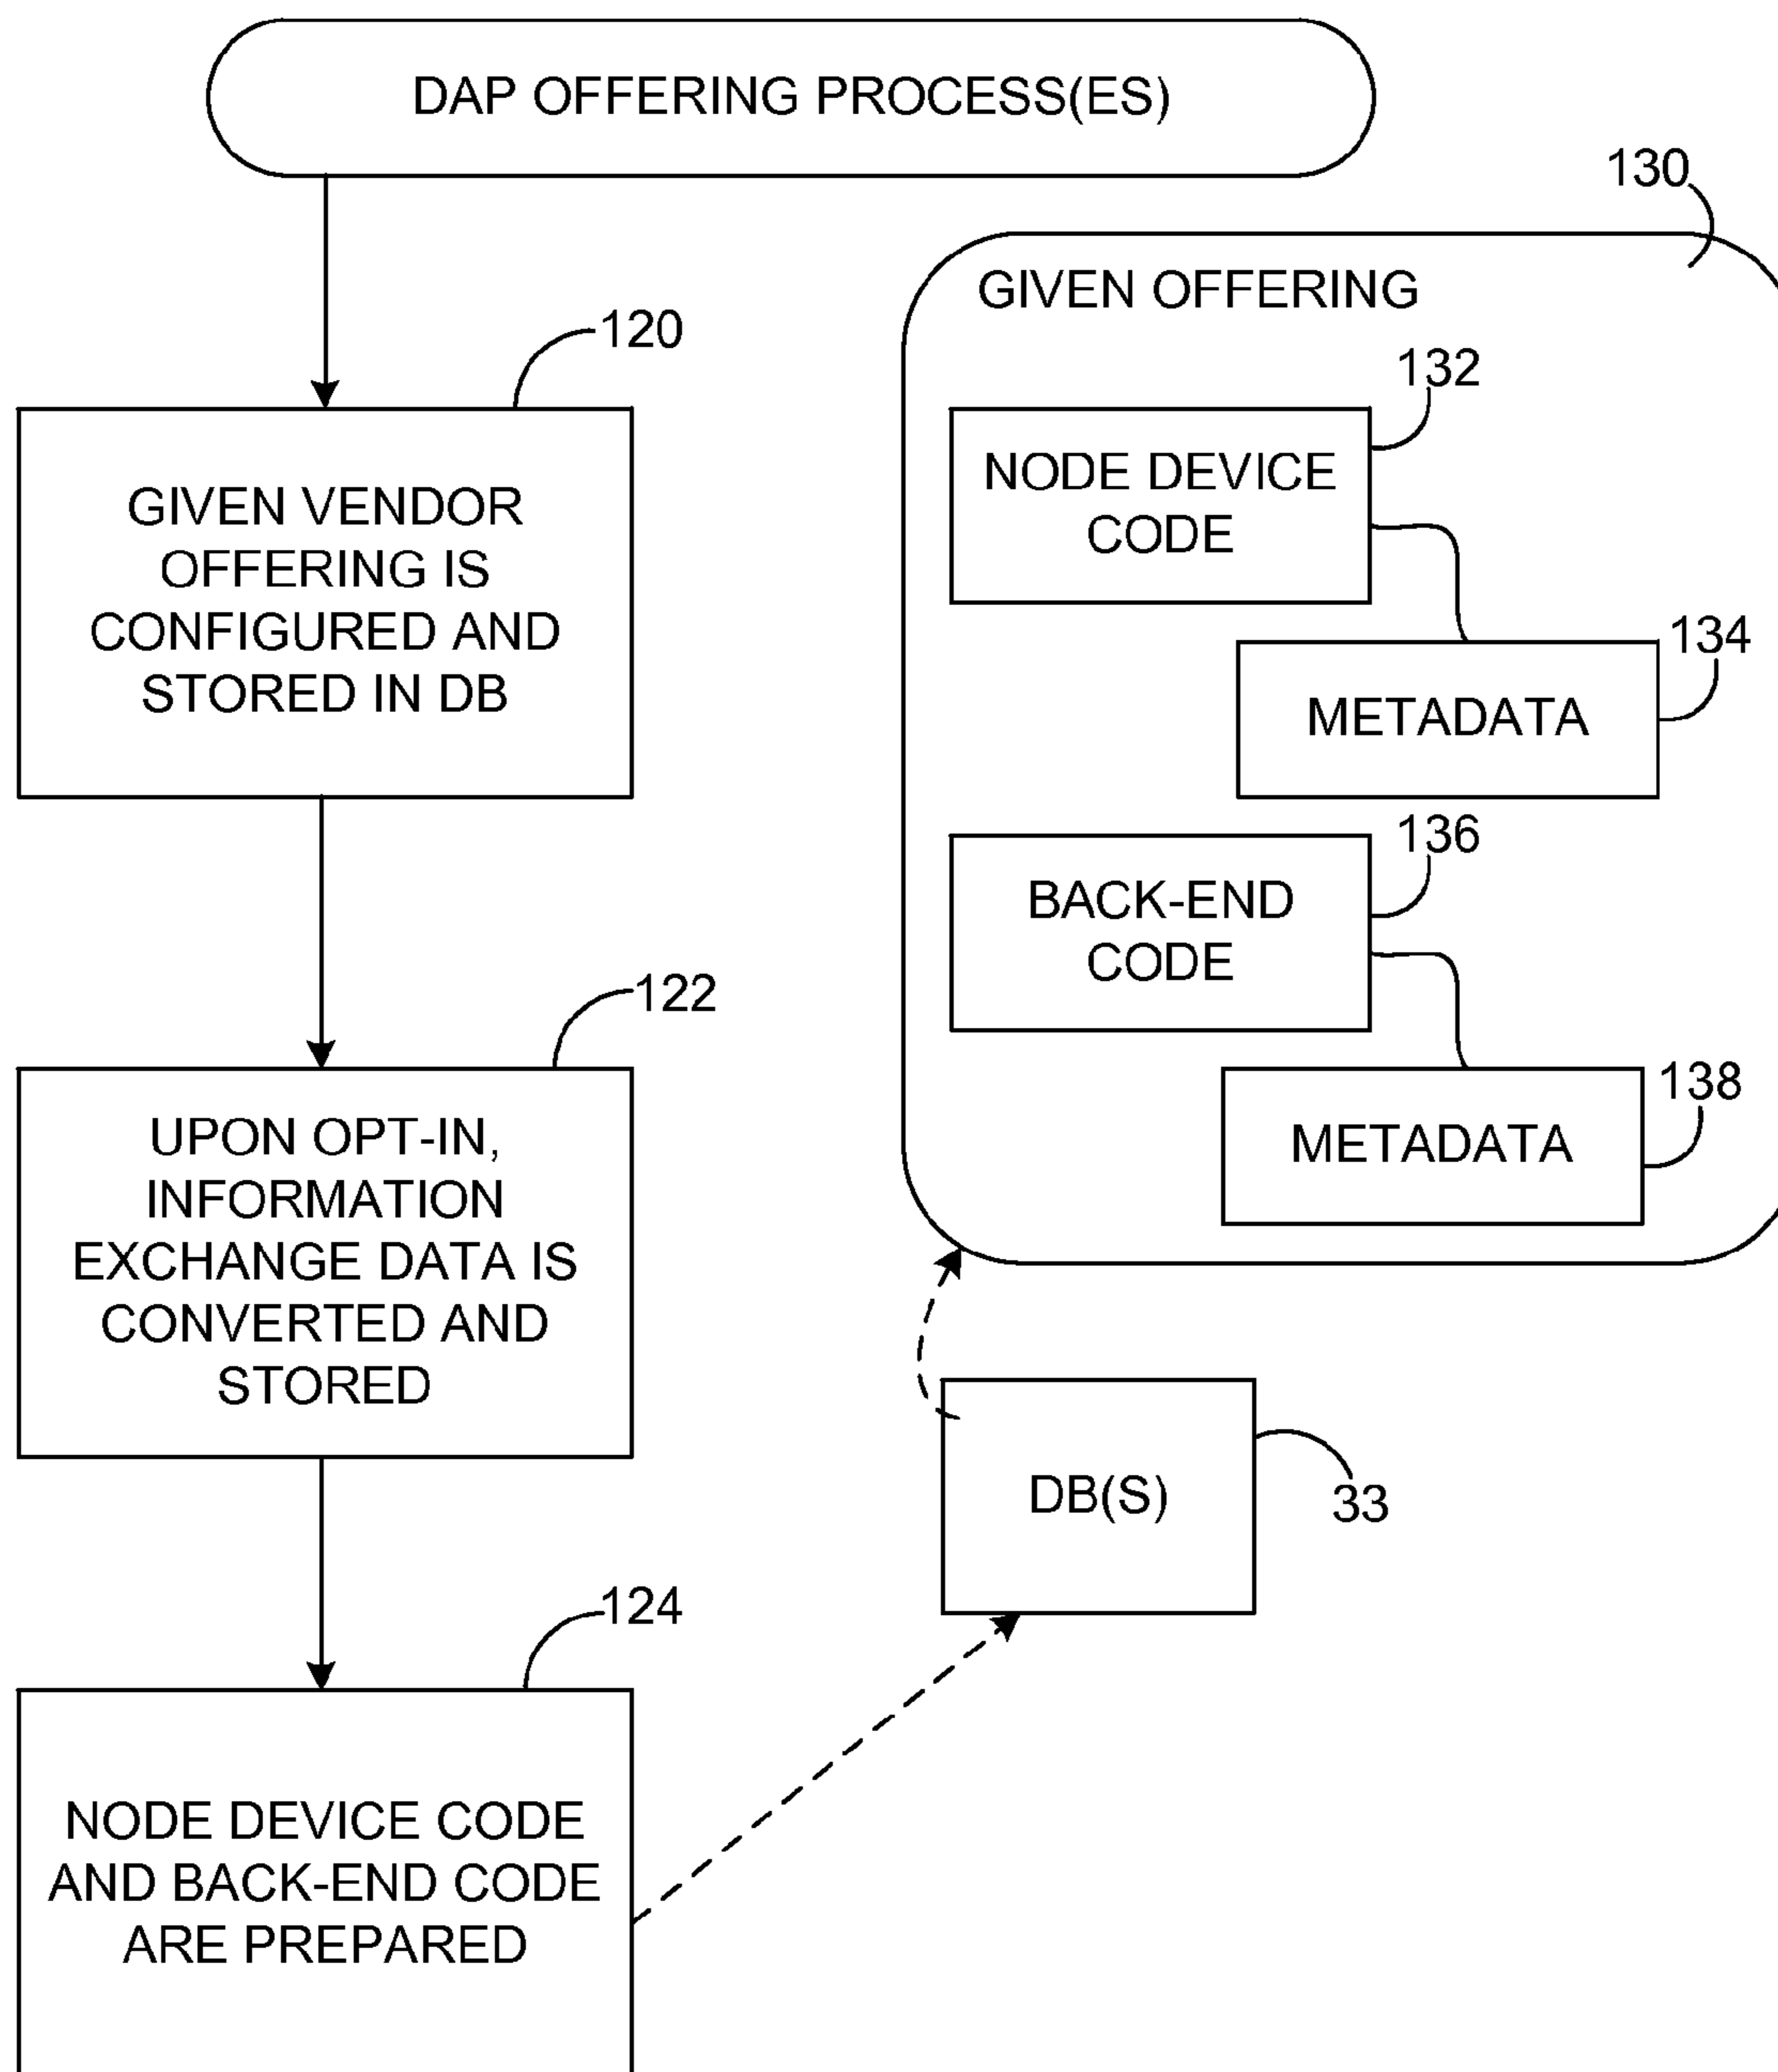 DAP OFFERING PROCESS(ES)
120
GIVEN VENDOR
OFFERING IS
CONFIGURED AND
STORED IN DB
122
UPON OPT-IN,
INFORMATION
EXCHANGE DATA IS
CONVERTED AND
STORED
124
NODE DEVICE CODE
AND BACK-END CODE
ARE PREPARED
130
GIVEN OFFERING
132
NODE DEVICE
CODE
134
METADATA
136
BACK-END
CODE
138
METADATA
DB(S)
33